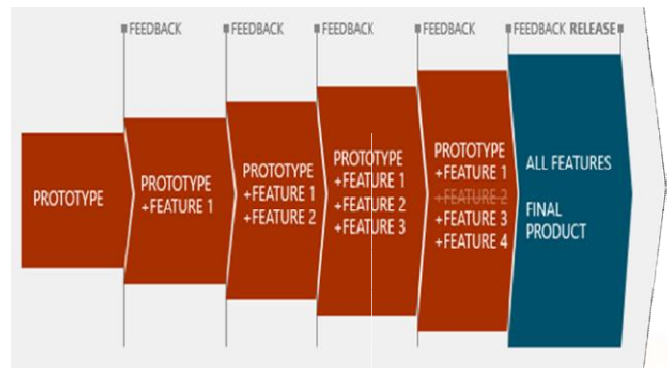 FEEDBACK
FEEDBACK
FEEDBACK
FEEDBACK
FEEDBACK RELEASE
PROTOTYPE
PROTOTYPE
+FEATURE 1
PROTOTYPE
+FEATURE 1
+FEATURE 2
PROTOTYPE
+FEATURE 1
+FEATURE 2
+FEATURE 3
PROTOTYPE
+FEATURE 1
+FEATURE 2
+FEATURE 3
+FEATURE 4
ALL FEATURES
FINAL
PRODUCT